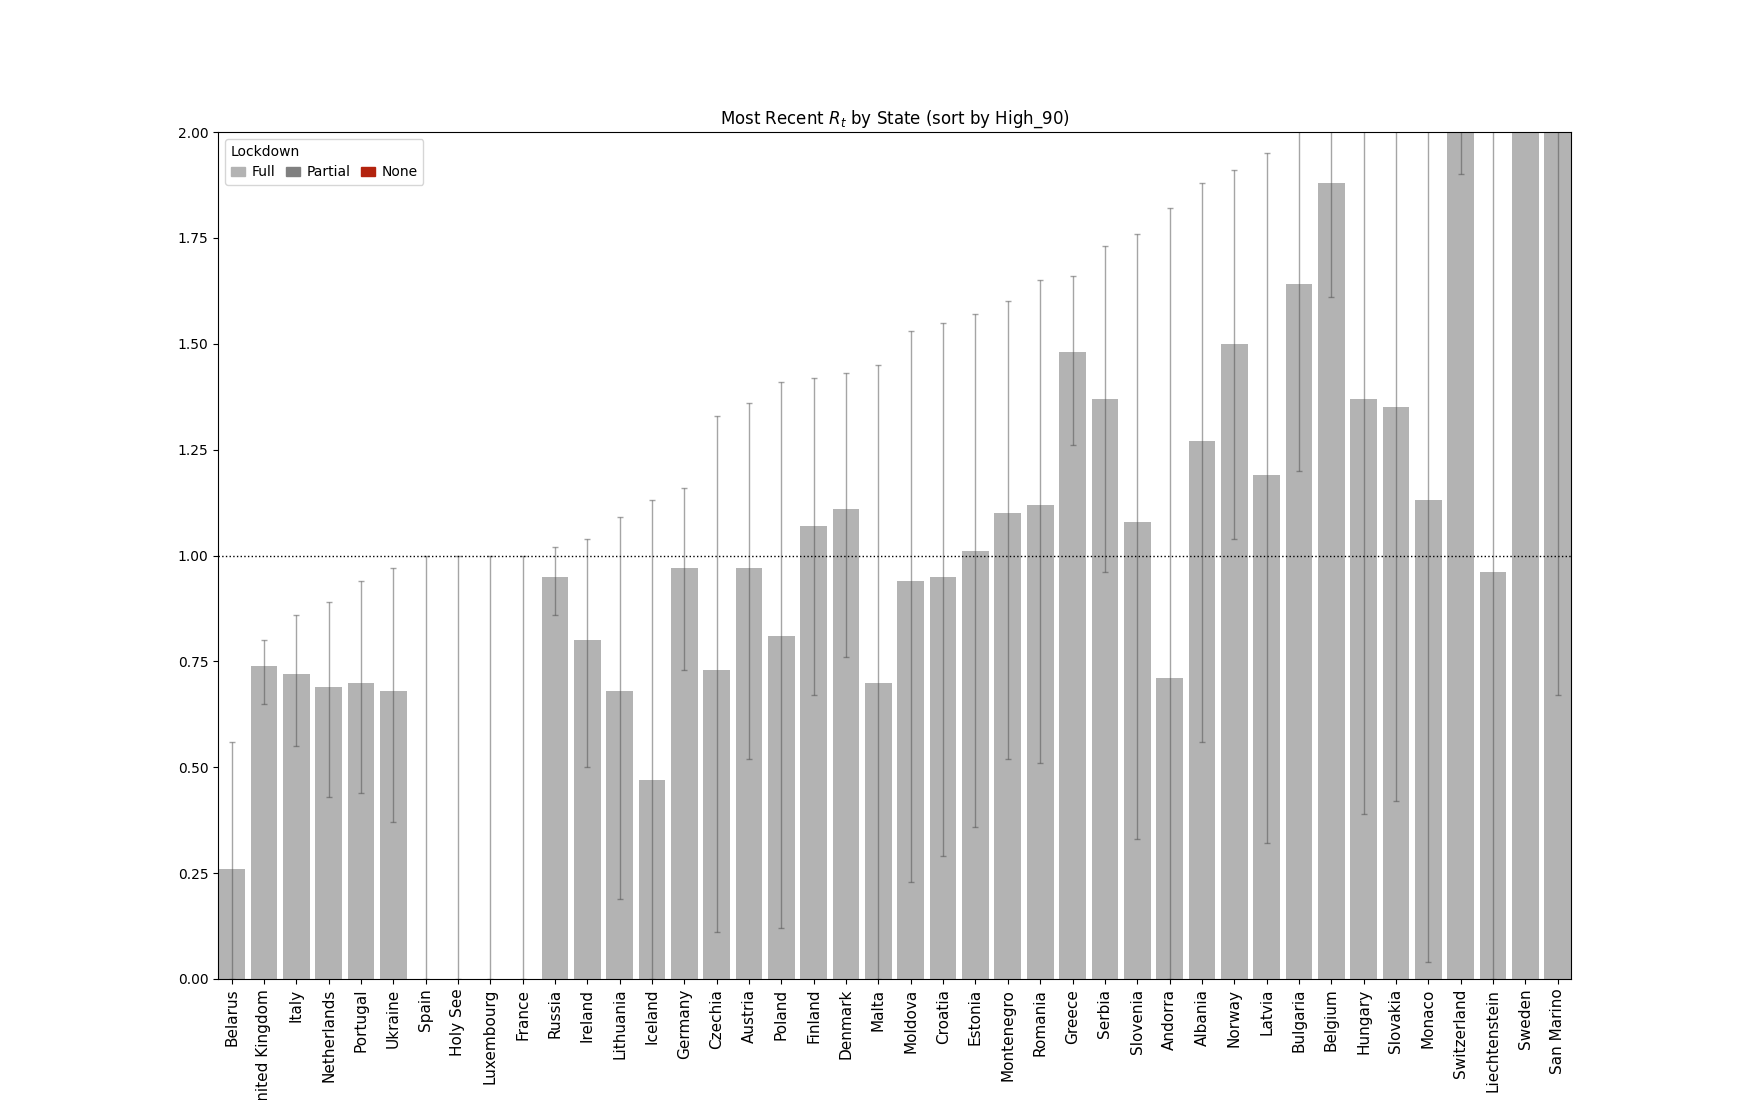 Most Recent Rt by State (sort by High_90)
Lockdown
Full Partial None
2.00
1.75
1.50
1.25
1.00
0.75
0.50
0.25
0.00
Belarus
nited Kingdom
Italy
Netherlands
Portugal
Ukraine
Spain
Holy See
Luxembourg
France
Russia
Ireland
Lithuania
Iceland
Germany
Czechia
Austria
Poland
Finland
Denmark
Malta
Moldova
Croatia
Estonia
Montenegro
Romania
Greece
Serbia
Slovenia
Andorra
Albania
Norway
Latvia
Bulgaria
Belgium
Hungary
Slovakia
Monaco
Switzerland
Liechtenstein
Sweden
San Marino